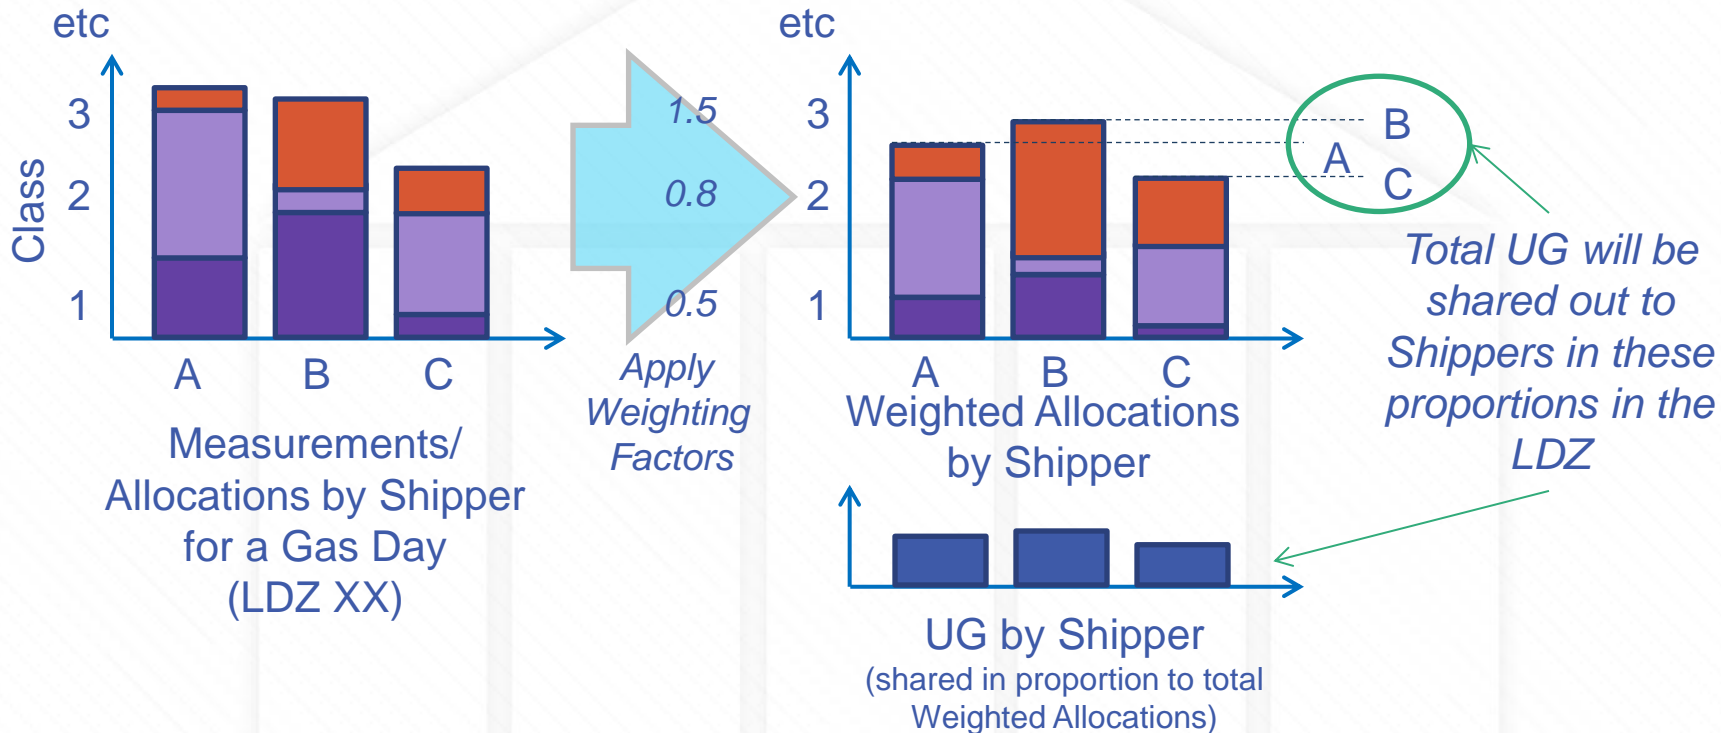 etc
3
Class
2
1
A B C
Measurements/
Allocations by Shipper
for a Gas Day
(LDZ XX)
1.5
0.8
0.5
Apply
Weighting
Factors
etc
3
2
1
A B C
Weighted Allocations
by Shipper
B
A
C
Total UG will be
shared out to
Shippers in these
proportions in the
LDZ
UG by Shipper
(shared in proportion to total
Weighted Allocations)